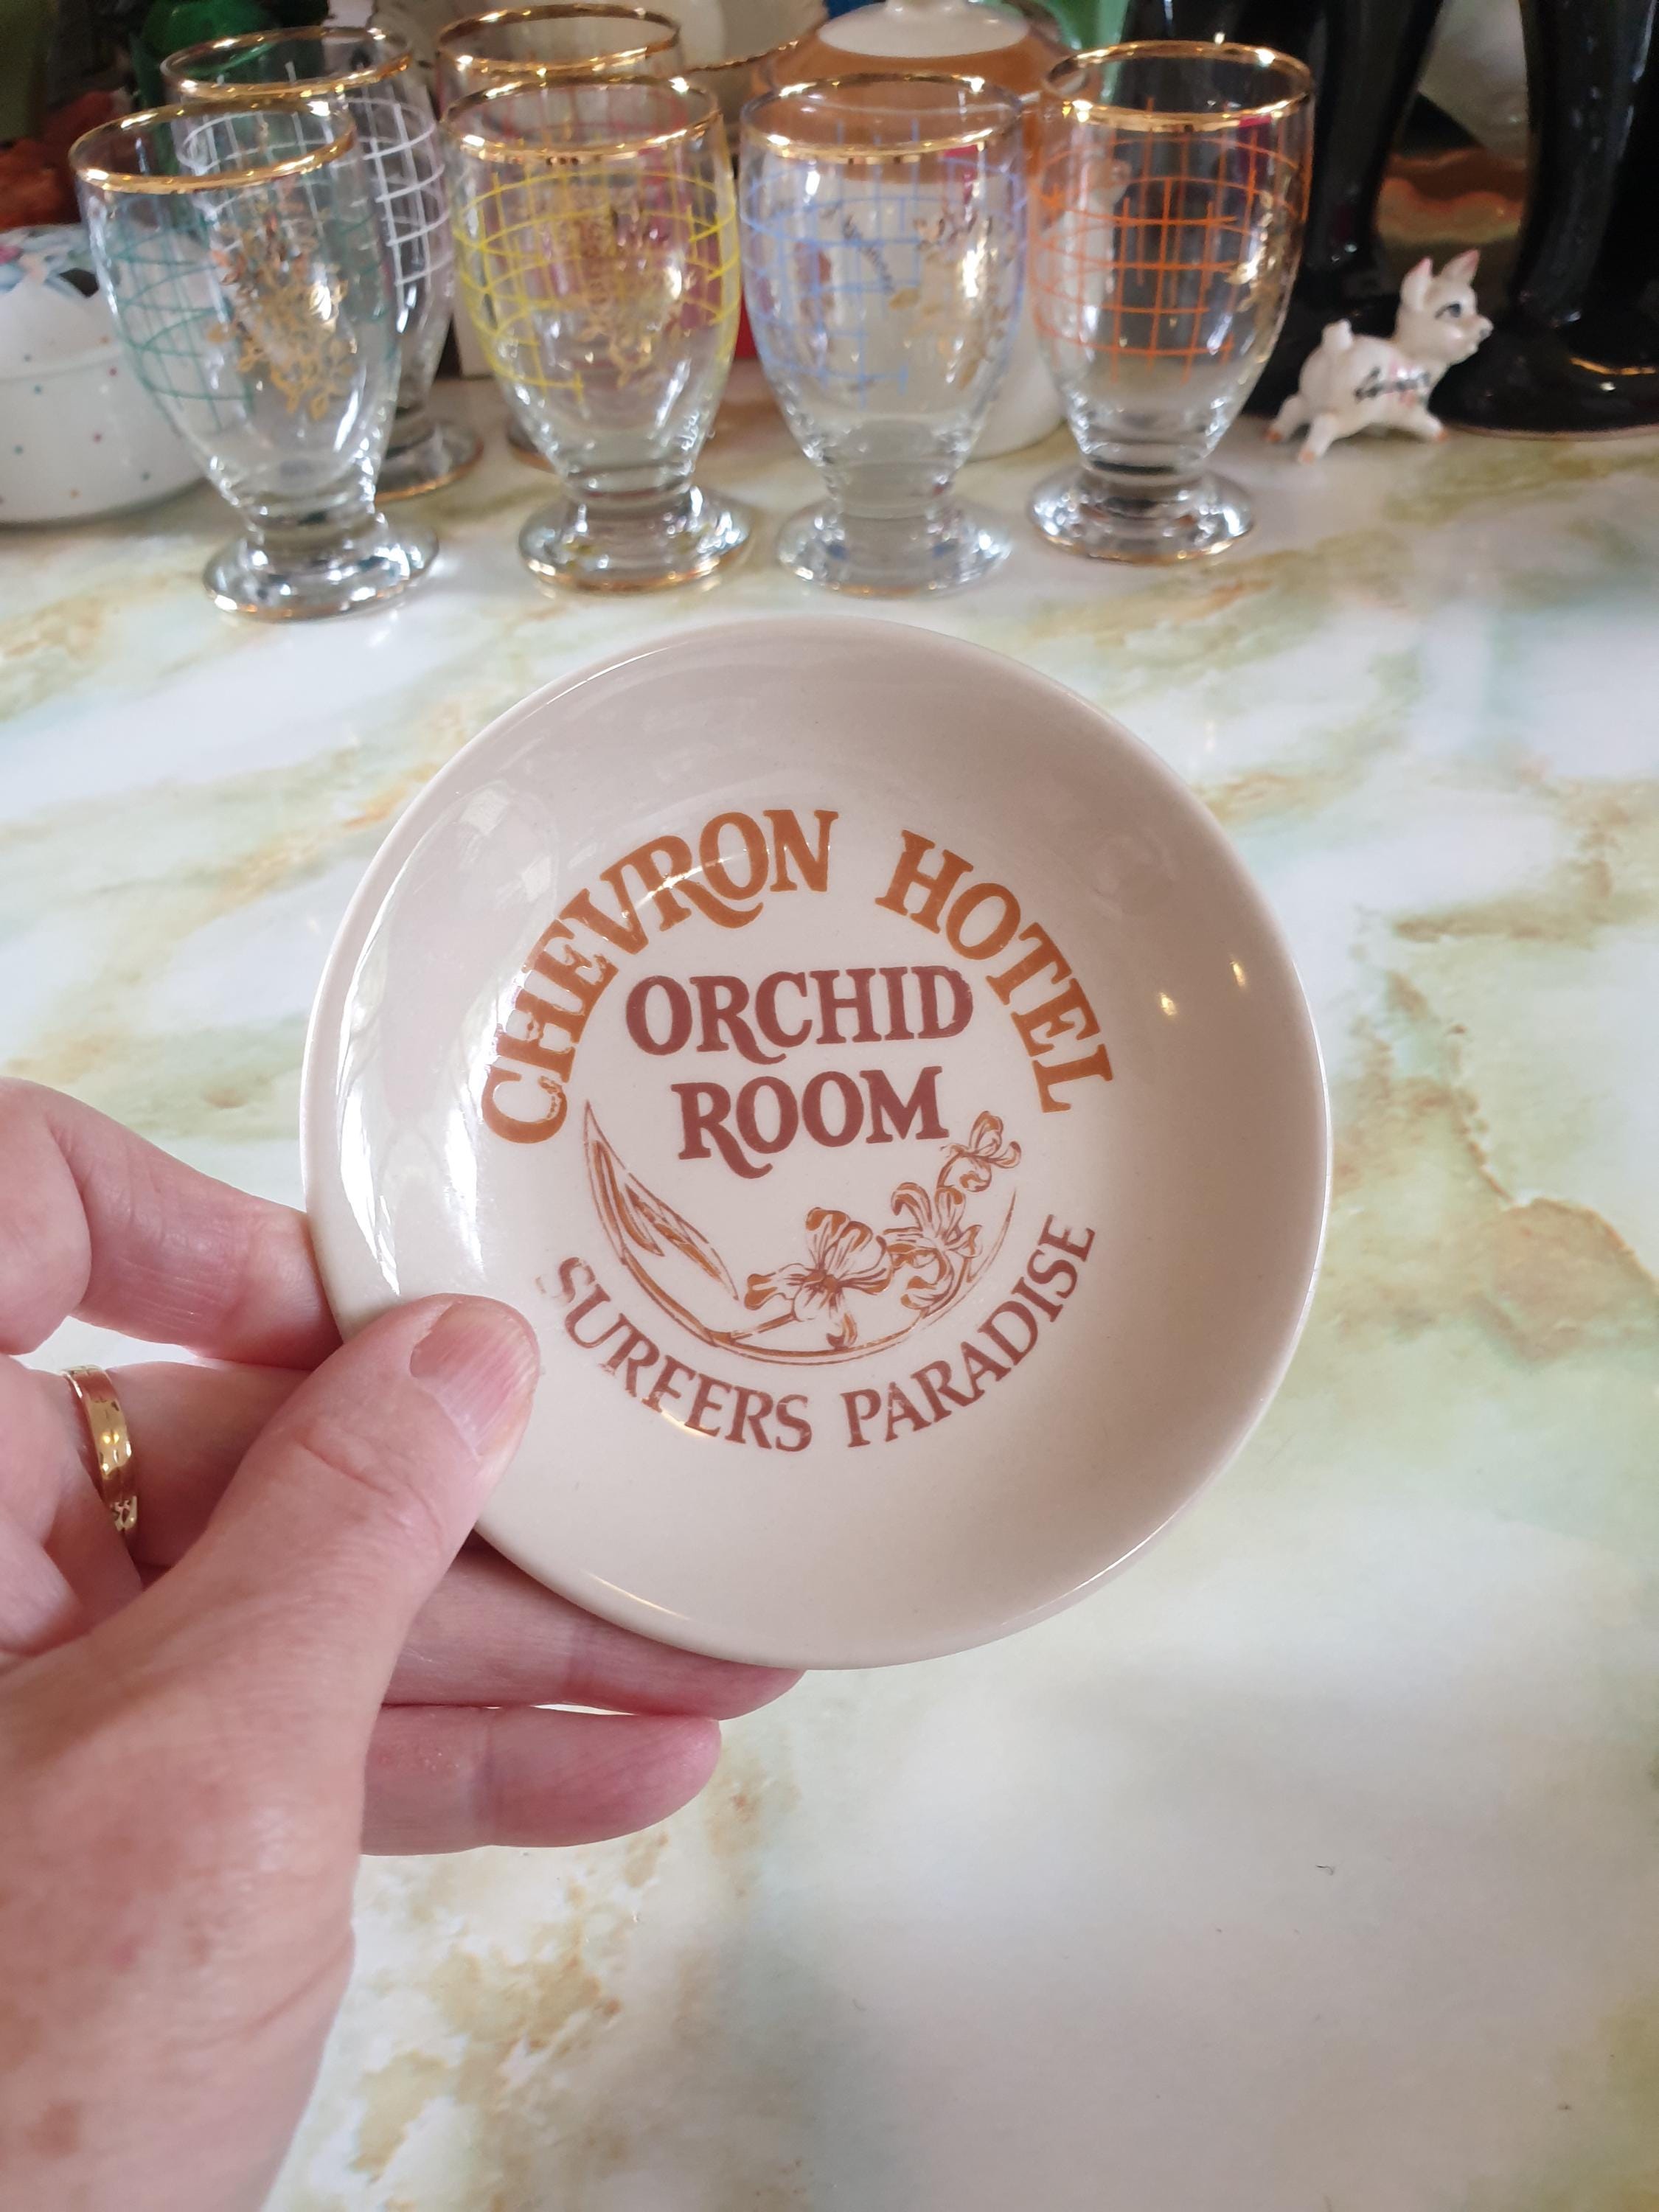 CHEVRON HOTEL
ORCHID
ROOM
SURFERS PARADISE